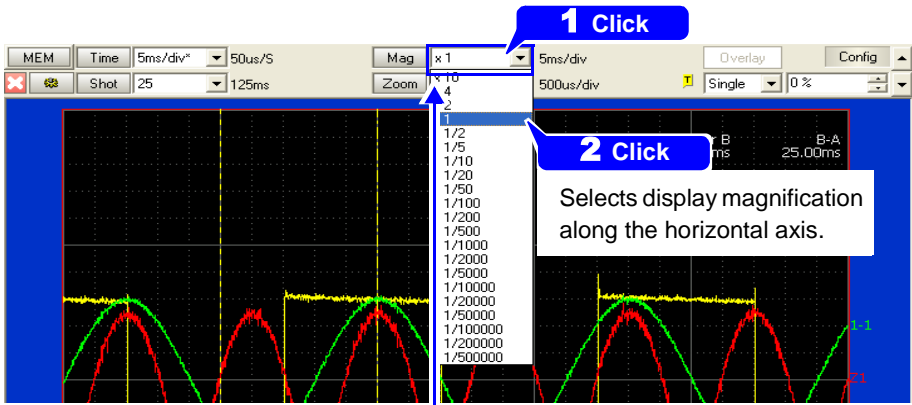 1 Click
MEM Time 5ms/div* 50us/S Mag x 1 5ms/div Overlay Config
Shot 25 125ms Zoom x 10 500us/div T Single 0 %
4
2
1
1/2
1/5
1/10
1/20
1/50
1/100
1/200
1/500
1/1000
1/2000
1/5000
1/10000
1/20000
1/50000
1/100000
1/200000
1/500000
2 Click
B B-A
ms 25.00ms
Selects display magnification
along the horizontal axis.
1-1
Z1